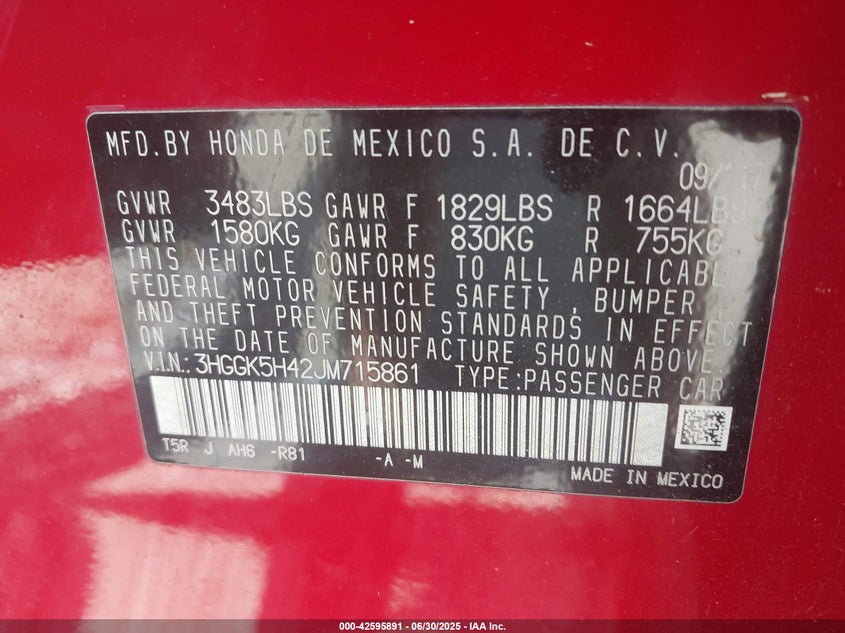 MFD.BY HONDA DE MEXICO S.A. DE C.V.
09/
GVWR 3483LBS GAWR F 1829LBS R 1664LBS
GVWR 1580KG GAWR F 830KG R 755KG
THIS VEHICLE CONFORMS TO ALL APPLICABLE
FEDERAL MOTOR VEHICLE SAFETY, BUMPER,
AND THEFT PREVENTION STANDARDS IN EFFECT
ON THE DATE OF MANUFACTURE SHOWN ABOVE.
VIN.:3HGGK5H42JM715861 TYPE:PASSENGER CAR
T5R J AH6 -R81 -A -M
MADE IN MEXICO
000-42595891 - 06/30/2025 - IAA Inc.